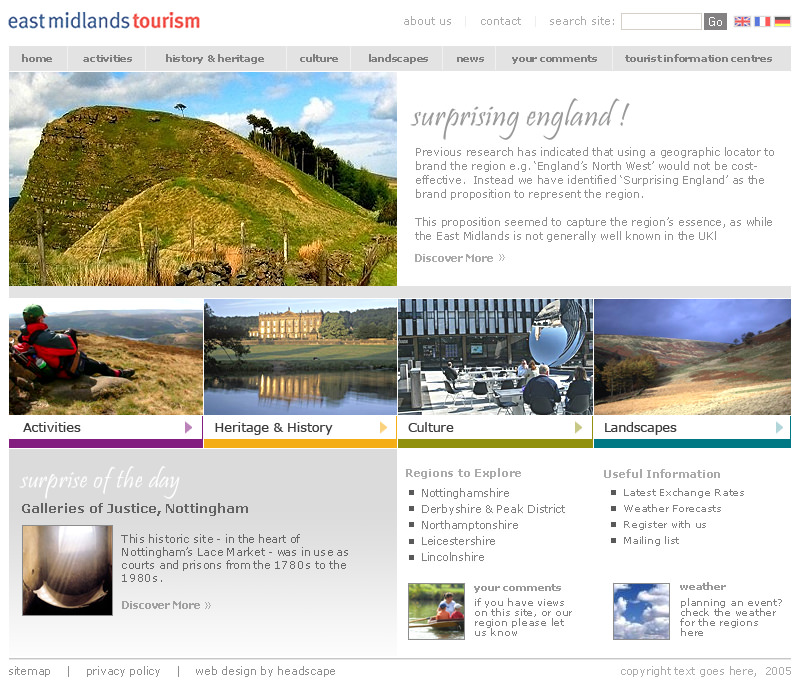 east midlands tourism
about us | contact | search site: Go
home activities history & heritage culture landscapes news your comments tourist information centres
surprising england !
Previous research has indicated that using a geographic locator to
brand the region e.g. ‘England’s North West’ would not be cost-
effective. Instead we have identified ‘Surprising England’ as the
brand proposition to represent the region.
This proposition seemed to capture the region’s essence, as while
the East Midlands is not generally well known in the UKl
Discover More »
Activities
Heritage & History
Culture
Landscapes
surprise of the day
Galleries of Justice, Nottingham
This historic site - in the heart of
Nottingham’s Lace Market - was in use as
courts and prisons from the 1780s to the
1980s.
Discover More »
Regions to Explore
Nottinghamshire
Derbyshire & Peak District
Northamptonshire
Leicestershire
Lincolnshire
Useful Information
Latest Exchange Rates
Weather Forecasts
Register with us
Mailing list
your comments
if you have views
on this site, or our
region please let
us know
weather
planning an event?
check the weather
for the regions
here
sitemap | privacy policy | web design by headscape
copyright text goes here, 2005